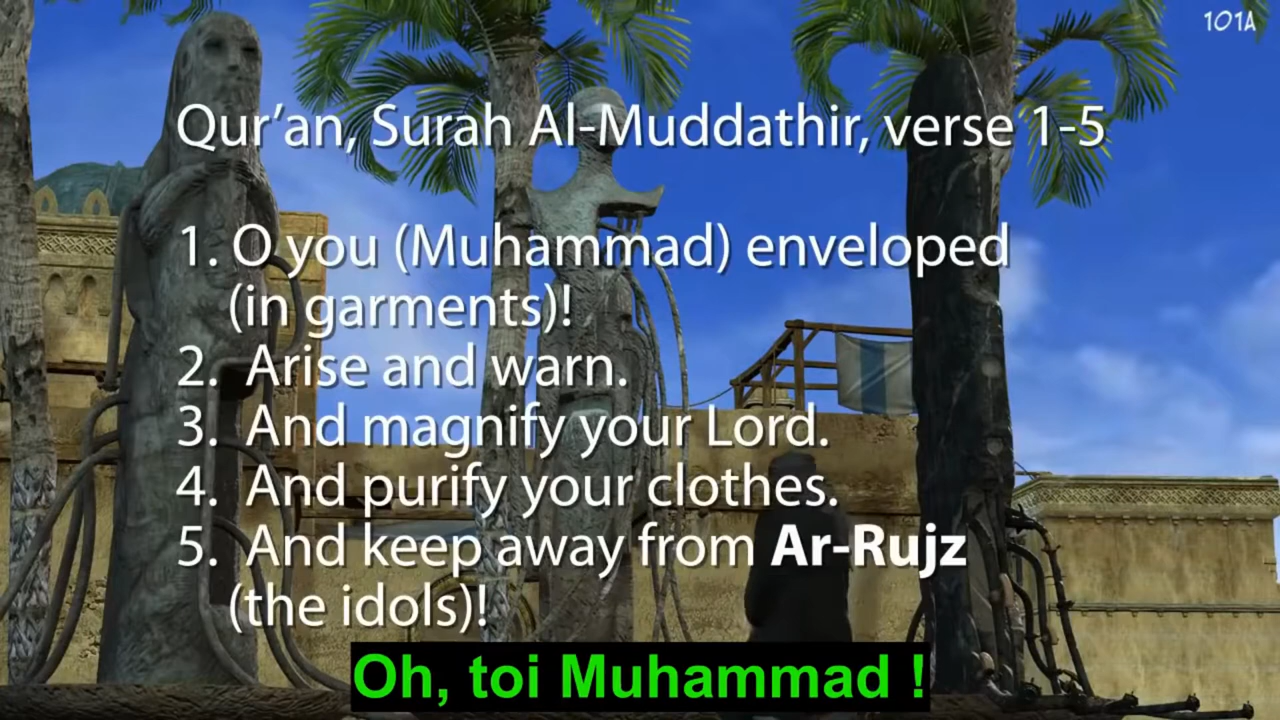 101A
Qur’an, Surah Al-Muddathir, verse 1-5
1. O you (Muhammad) enveloped
(in garments)!
2. Arise and warn.
3. And magnify your Lord.
4. And purify your clothes.
5. And keep away from Ar-Rujz
(the idols)!
Oh, toi Muhammad !